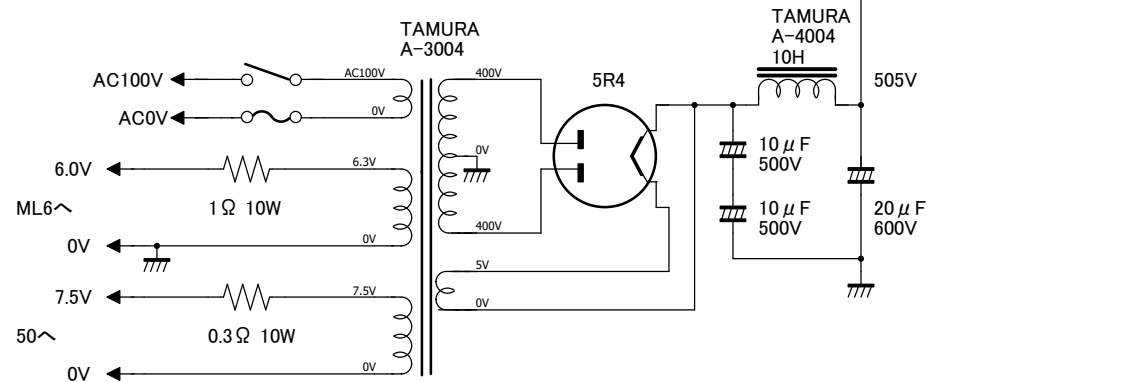 TAMURA
A-3004
TAMURA
A-4004
10H
AC100V
AC100V
400V
5R4
505V
AC0V
0V
0V
10μF
500V
6.0V
6.3V
1Ω 10W
ML6へ
10μF
500V
20μF
600V
400V
0V
0V
5V
7.5V
7.5V
0V
0.3Ω 10W
50へ
0V
0V